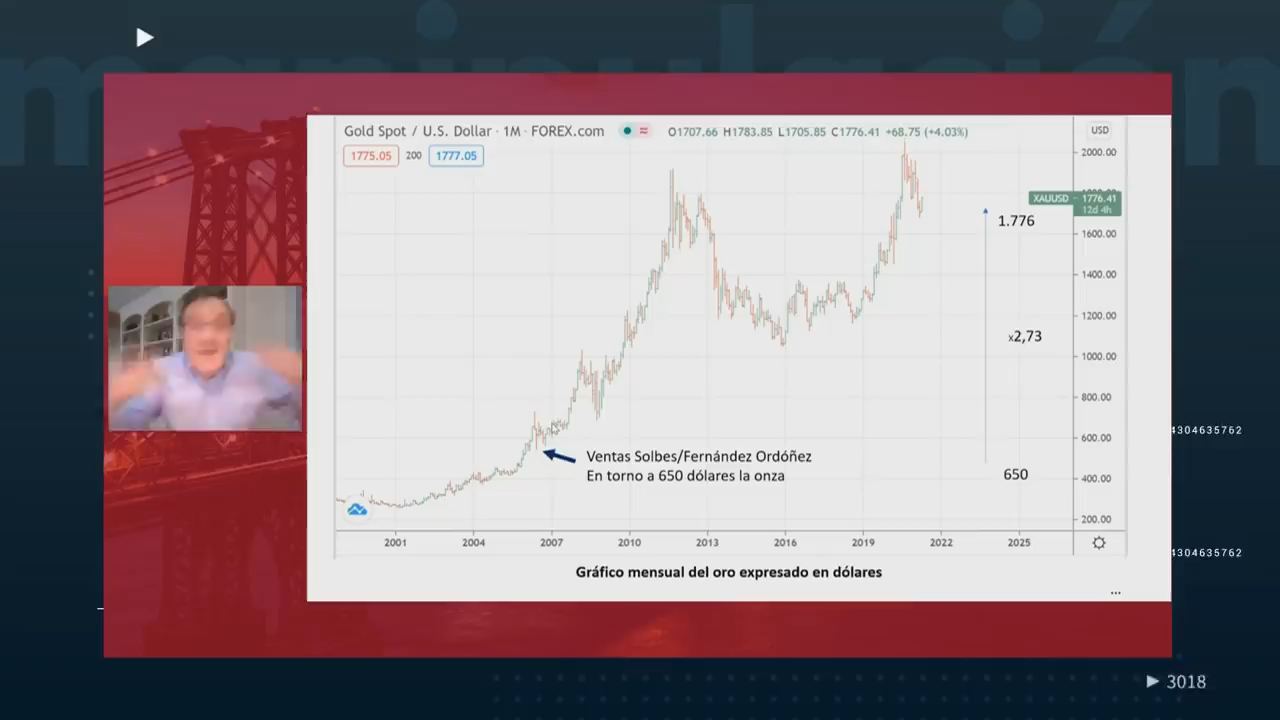 manipulación
Gold Spot / U.S. Dollar · 1M · FOREX.com ≈ O1707.66 H1783.85 L1705.85 C1776.41 +68.75 (+4.03%) USD
1775.05 200 1777.05
2000.00
XAUUSD 1776.41
12d 4h
1600.00
1400.00
1200.00
1000.00
800.00
600.00
400.00
200.00
1.776
x2,73
650
Ventas Solbes/Fernández Ordóñez
En torno a 650 dólares la onza
2001 2004 2007 2010 2013 2016 2019 2022 2025
Gráfico mensual del oro expresado en dólares
...
4304635762
4304635762
3018